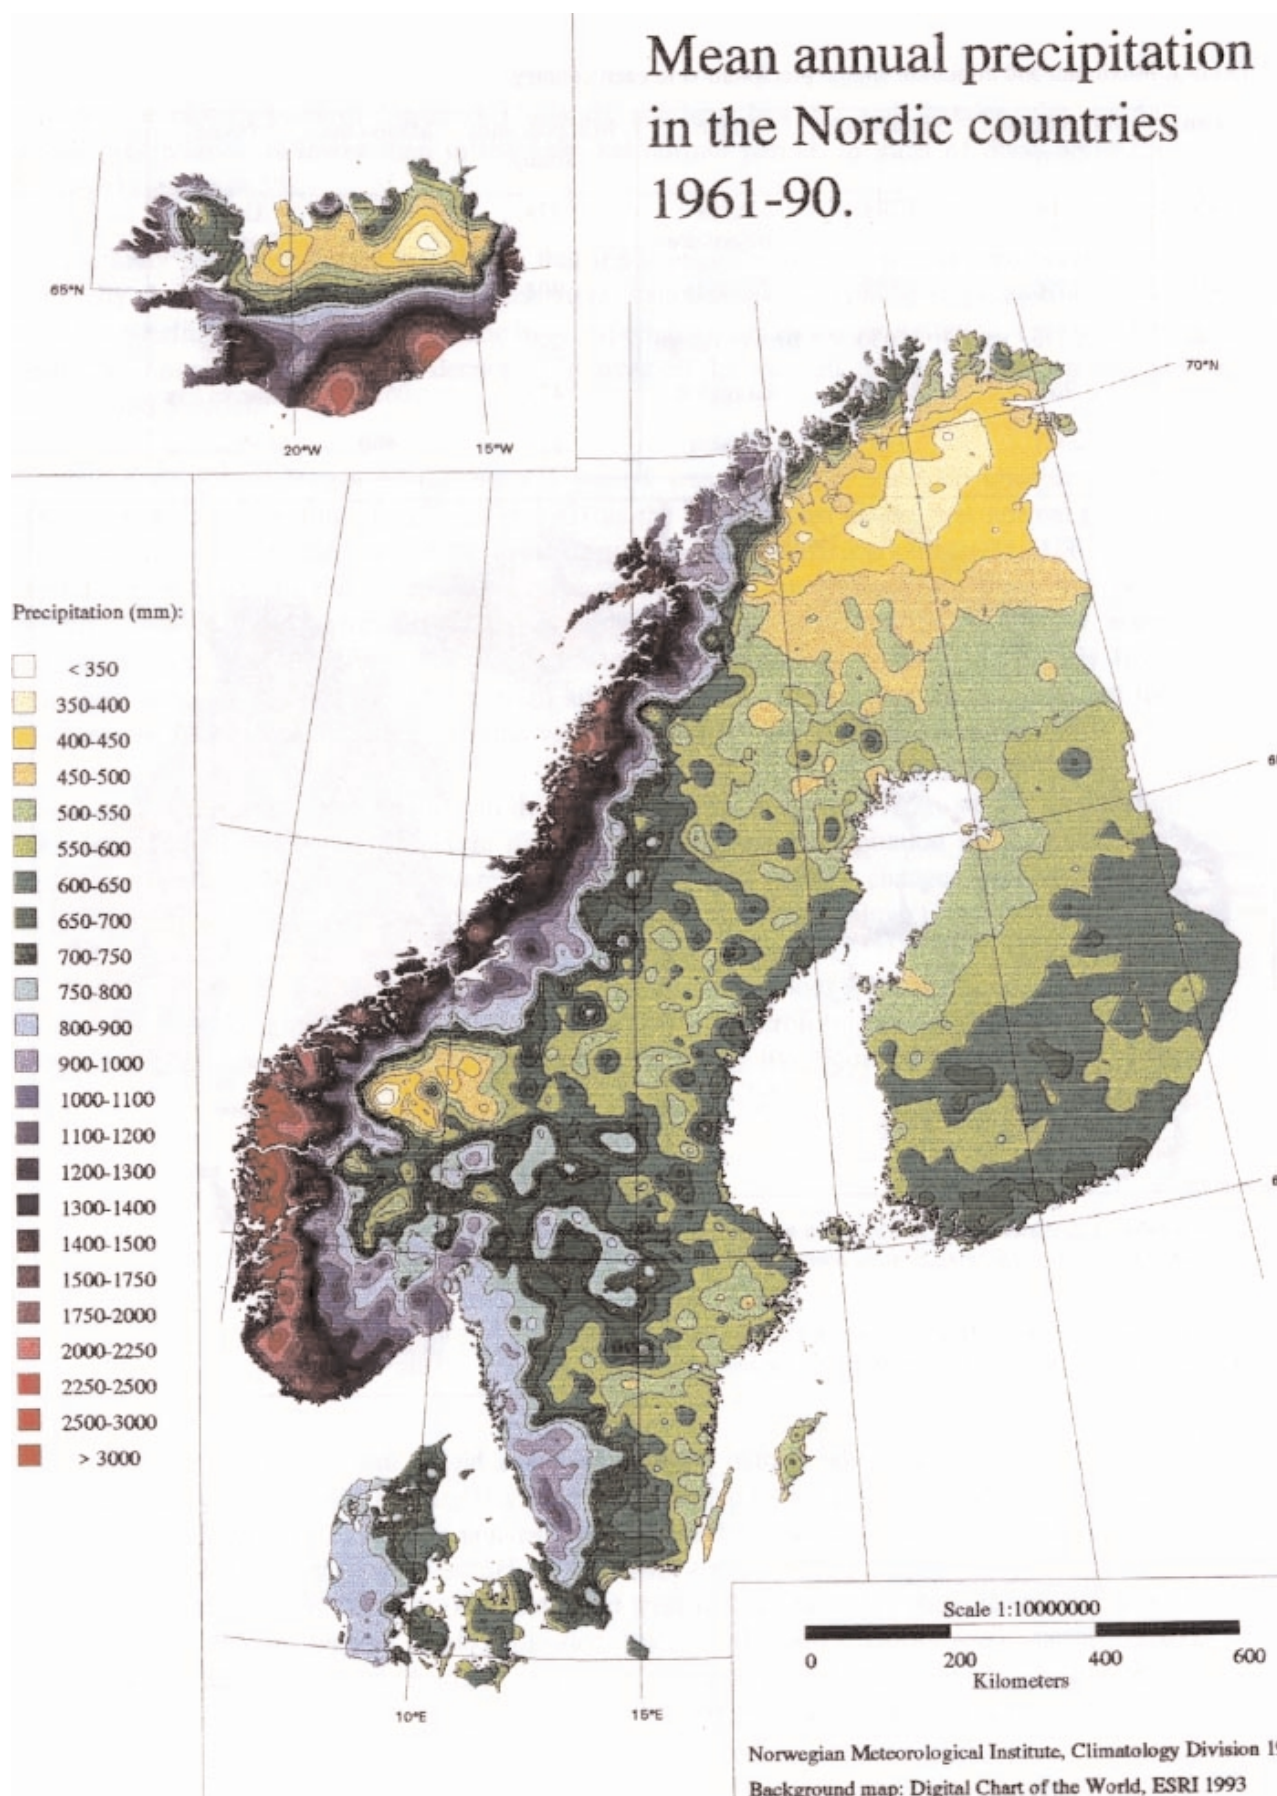 Mean annual precipitation
in the Nordic countries
1961-90.
65°N
20°W
15°W
70°N
Precipitation (mm):
< 350
350-400
400-450
450-500
500-550
550-600
600-650
650-700
700-750
750-800
800-900
900-1000
1000-1100
1100-1200
1200-1300
1300-1400
1400-1500
1500-1750
1750-2000
2000-2250
2250-2500
2500-3000
> 3000
10°E
15°E
Scale 1:10000000
0 200 400 600
Kilometers
Norwegian Meteorological Institute, Climatology Division
Background map: Digital Chart of the World, ESRI 1993